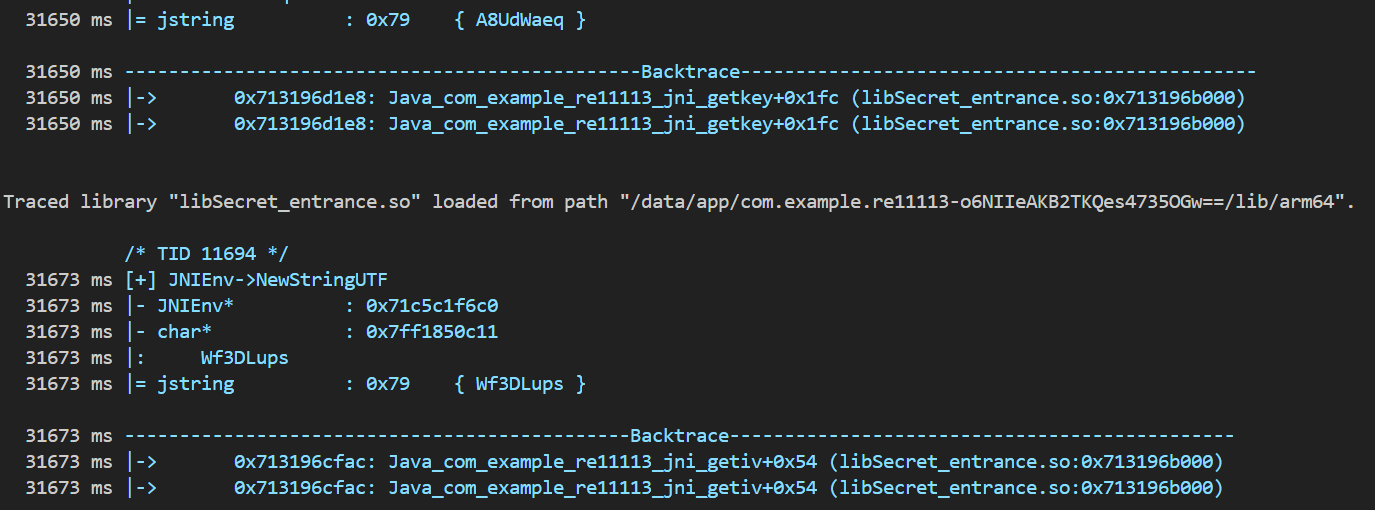 31650 ms |= jstring : 0x79 { A8UdWaeq }
31650 ms -----------------------------------------------Backtrace-----------------------------------------------
31650 ms |-> 0x713196d1e8: Java_com_example_re11113_jni_getkey+0x1fc (libSecret_entrance.so:0x713196b000)
31650 ms |-> 0x713196d1e8: Java_com_example_re11113_jni_getkey+0x1fc (libSecret_entrance.so:0x713196b000)
Traced library "libSecret_entrance.so" loaded from path "/data/app/com.example.re11113-o6NIIeAKB2TKQes4735OGw==/lib/arm64".
/* TID 11694 */
31673 ms [+] JNIEnv->NewStringUTF
31673 ms |- JNIEnv* : 0x71c5c1f6c0
31673 ms |- char* : 0x7ff1850c11
31673 ms |: Wf3DLups
31673 ms |= jstring : 0x79 { Wf3DLups }
31673 ms ----------------------------------------------Backtrace----------------------------------------------
31673 ms |-> 0x713196cfac: Java_com_example_re11113_jni_getiv+0x54 (libSecret_entrance.so:0x713196b000)
31673 ms |-> 0x713196cfac: Java_com_example_re11113_jni_getiv+0x54 (libSecret_entrance.so:0x713196b000)